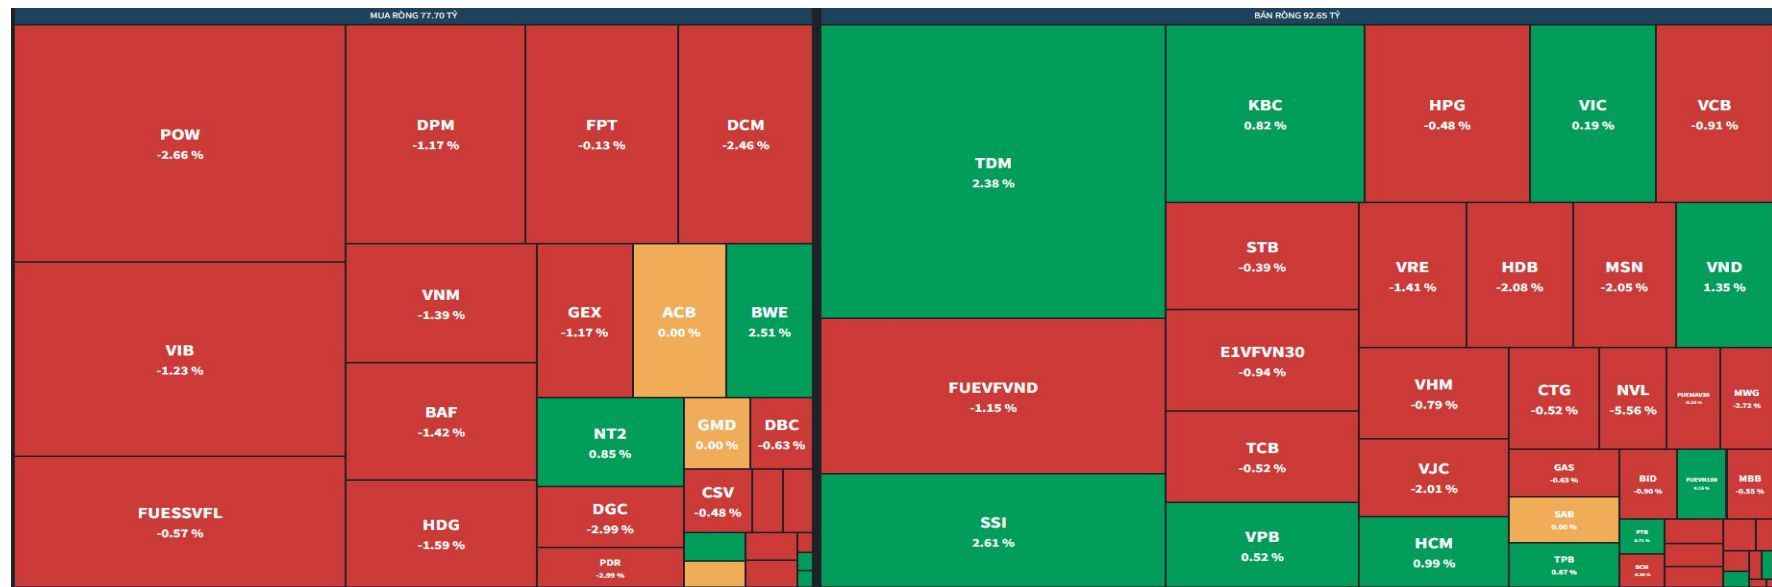 MUA RÒNG 77.70 TỶ
POW
-2.66 %
VIB
-1.23 %
FUESSVFL
-0.57 %
DPM
-1.17 %
FPT
-0.13 %
DCM
-2.46 %
VNM
-1.39 %
BAF
-1.42 %
HDG
-1.59 %
GEX
-1.17 %
ACB
0.00 %
BWE
2.51 %
NT2
0.85 %
GMD
0.00 %
DBC
-0.63 %
DGC
-2.99 %
PDR
-2.99 %
CSV
-0.48 %
BÁN RÒNG 92.65 TỶ
TDM
2.38 %
FUEVFVND
-1.15 %
SSI
2.61 %
KBC
0.82 %
HPG
-0.48 %
VIC
0.19 %
VCB
-0.91 %
STB
-0.39 %
E1VFVN30
-0.94 %
TCB
-0.52 %
VPB
0.52 %
VRE
-1.41 %
HDB
-2.08 %
MSN
-2.05 %
VND
1.35 %
VHM
-0.79 %
VJC
-2.01 %
HCM
0.99 %
CTG
-0.52 %
NVL
-5.56 %
FUEMAV30
MWG
-2.72 %
GAS
-0.63 %
SAB
0.00 %
TPB
0.67 %
BID
-0.90 %
FUEVN100
MBB
-0.55 %
PTB
0.71 %
BCM